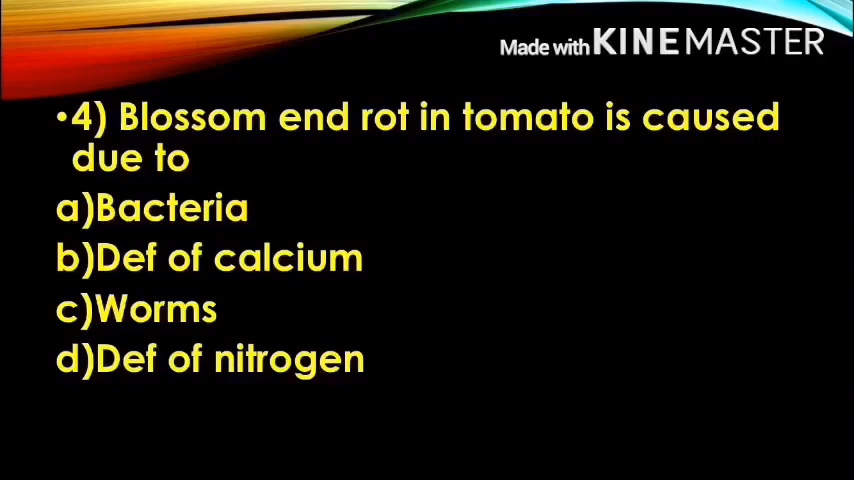 Made with KINEMASTER
•4) Blossom end rot in tomato is caused
due to
a)Bacteria
b)Def of calcium
c)Worms
d)Def of nitrogen